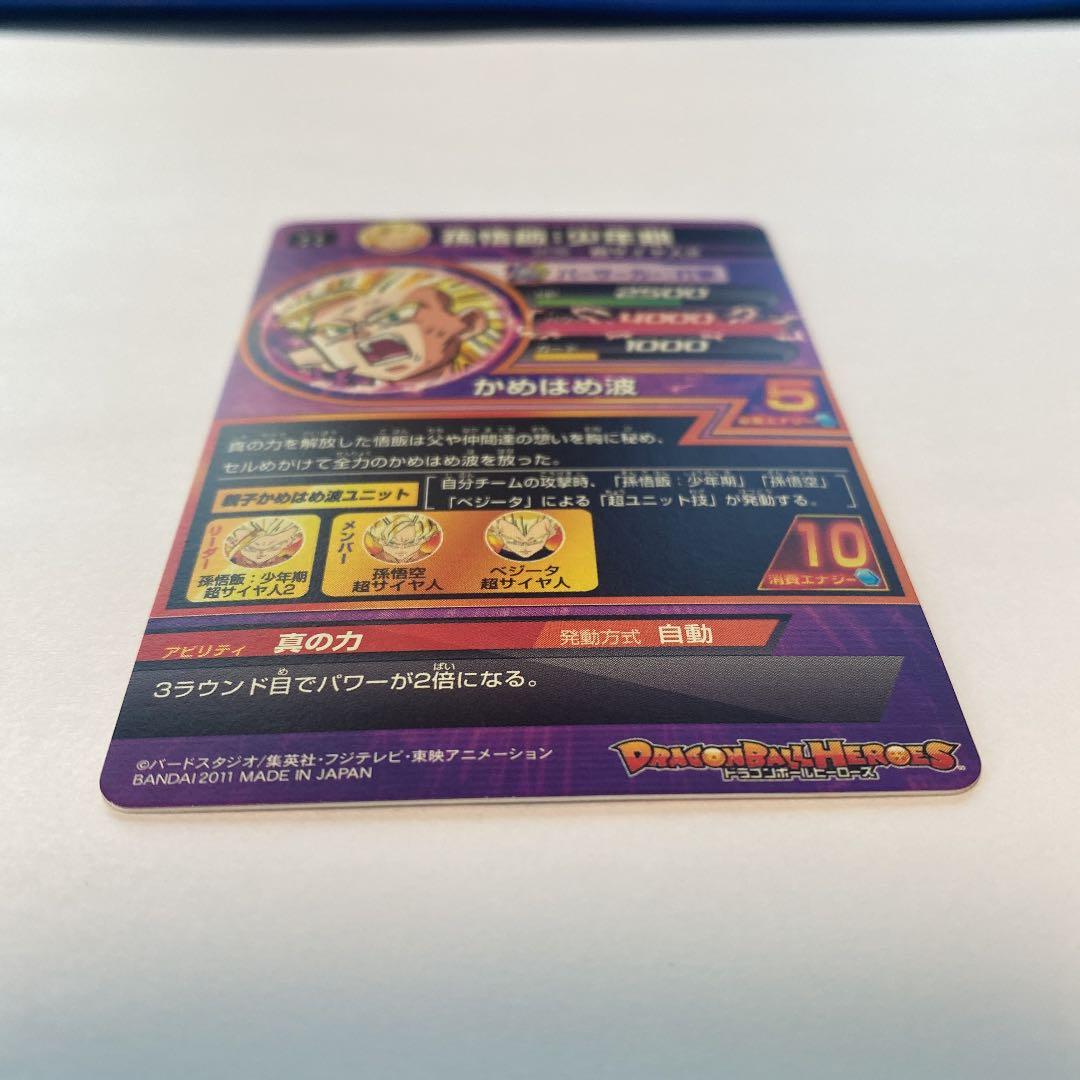 孫悟飯:少年期
2500
4000
1000
かめはめ波
5
真の力を解放した悟飯は父や仲間達の想いを胸に秘め、
セルめがけて全力のかめはめ波を放った。
親子かめはめ波ユニット
自分チームの攻撃時、「孫悟飯:少年期」「孫悟空」
「ベジータ」による「超ユニット技」が発動する。
リーダー
孫悟飯:少年期
超サイヤ人2
メンバー
孫悟空
超サイヤ人
ベジータ
超サイヤ人
10
消費エナジー
アビリティ 真の力
発動方式 自動
3ラウンド目でパワーが2倍になる。
©バードスタジオ/集英社・フジテレビ・東映アニメーション
BANDAI 2011 MADE IN JAPAN
DRAGONBALL HEROES
ドラゴンボールヒーローズ